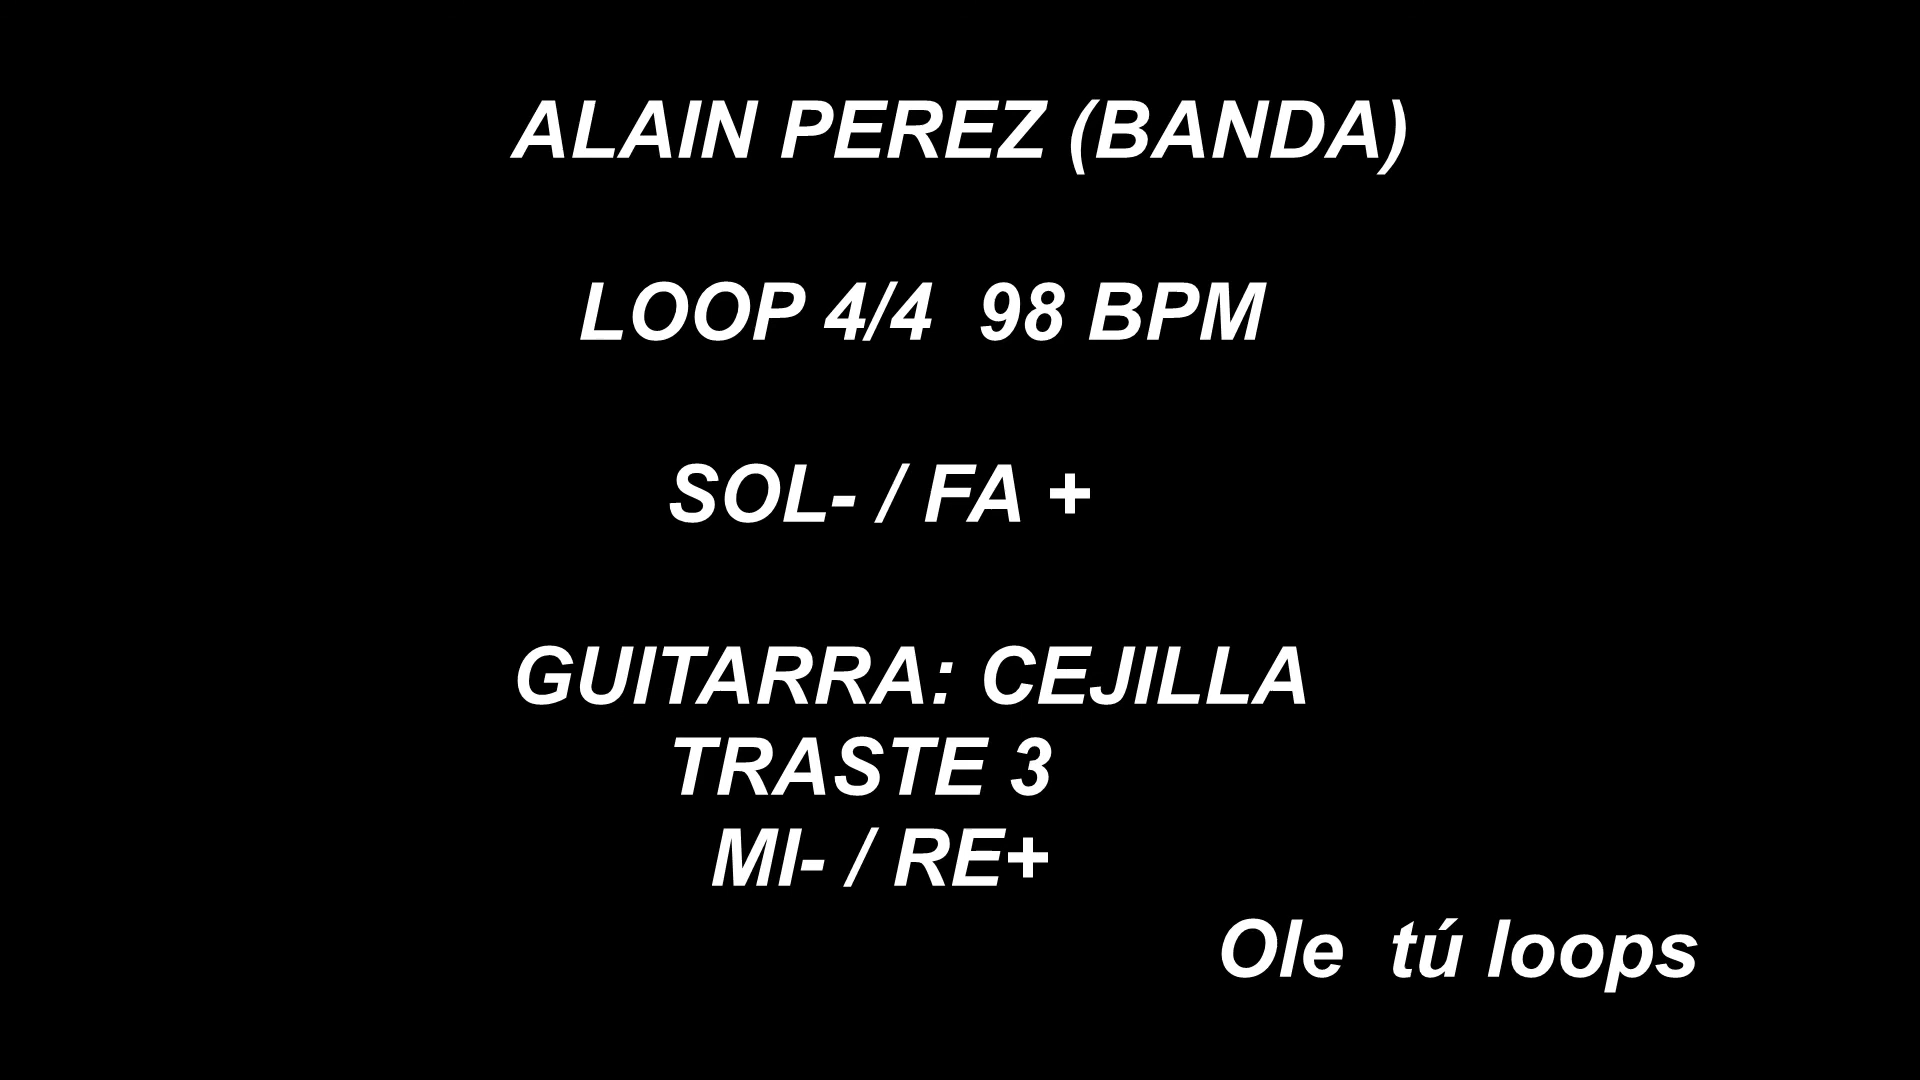 ALAIN PEREZ (BANDA)
LOOP 4/4  98 BPM
SOL- / FA +
GUITARRA: CEJILLA
TRASTE 3
MI- / RE+
Ole  tú loops